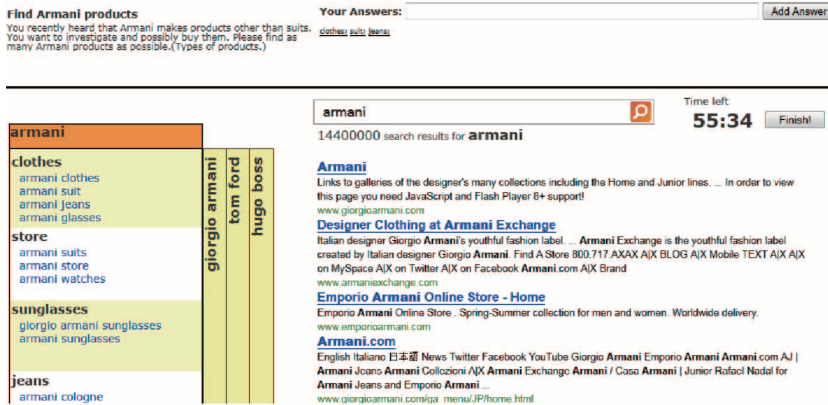 Find Armani products
You recently heard that Armani makes products other than suits.
You want to investigate and possibly buy them. Please find as
many Armani products as possible.(Types of products.)
Your Answers:
Add Answer
clothes; suit; jeans;
armani
clothes
armani clothes
armani suit
armani jeans
armani glasses
store
armani suits
armani store
armani watches
sunglasses
giorgio armani sunglasses
armani sunglasses
jeans
armani cologne
giorgio armani
tom ford
hugo boss
armani
14400000 search results for armani
Time left
55:34
Finish!
Armani
Links to galleries of the designer's many collections including the Home and Junior lines. ... In order to view
this page you need JavaScript and Flash Player 8+ support!
www.giorgioarmani.com
Designer Clothing at Armani Exchange
Italian designer Giorgio Armani's youthful fashion label. ... Armani Exchange is the youthful fashion label
created by Italian designer Giorgio Armani. Find A Store 800.717.AXAX A|X BLOG A|X Mobile TEXT A|X A|X
on MySpace A|X on Twitter A|X on Facebook Armani.com A|X Brand
www.armaniexchange.com
Emporio Armani Online Store - Home
Emporio Armani Online Store . Spring-Summer collection for men and women. Worldwide delivery.
www.emporioarmani.com
Armani.com
English Italiano 日本語 News Twitter Facebook YouTube Giorgio Armani Emporio Armani Armani.com AJ |
Armani Jeans Armani Collezioni A|X Armani Exchange Armani / Casa Armani | Junior Rafael Nadal for
Armani Jeans and Emporio Armani ...
www.giorgioarmani.com/ga_menu/JP/home.html